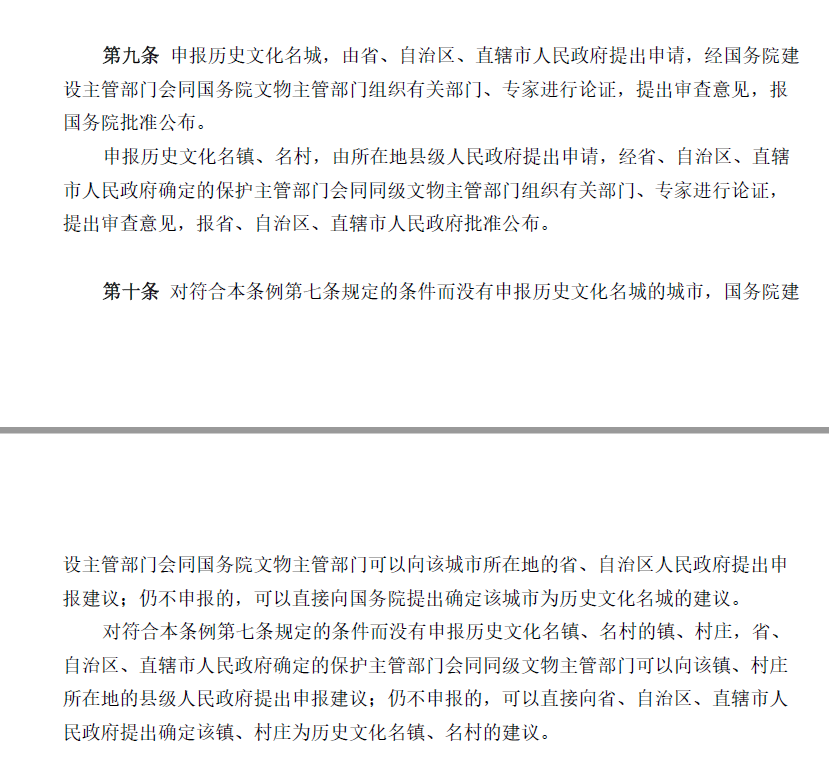 第九条 申报历史文化名城，由省、自治区、直辖市人民政府提出申请，经国务院建
设主管部门会同国务院文物主管部门组织有关部门、专家进行论证，提出审查意见，报
国务院批准公布。
申报历史文化名镇、名村，由所在地县级人民政府提出申请，经省、自治区、直辖
市人民政府确定的保护主管部门会同同级文物主管部门组织有关部门、专家进行论证，
提出审查意见，报省、自治区、直辖市人民政府批准公布。
第十条 对符合本条例第七条规定的条件而没有申报历史文化名城的城市，国务院建
设主管部门会同国务院文物主管部门可以向该城市所在地的省、自治区人民政府提出申
报建议；仍不申报的，可以直接向国务院提出确定该城市为历史文化名城的建议。
对符合本条例第七条规定的条件而没有申报历史文化名镇、名村的镇、村庄，省、
自治区、直辖市人民政府确定的保护主管部门会同同级文物主管部门可以向该镇、村庄
所在地的县级人民政府提出申报建议；仍不申报的，可以直接向省、自治区、直辖市人
民政府提出确定该镇、村庄为历史文化名镇、名村的建议。